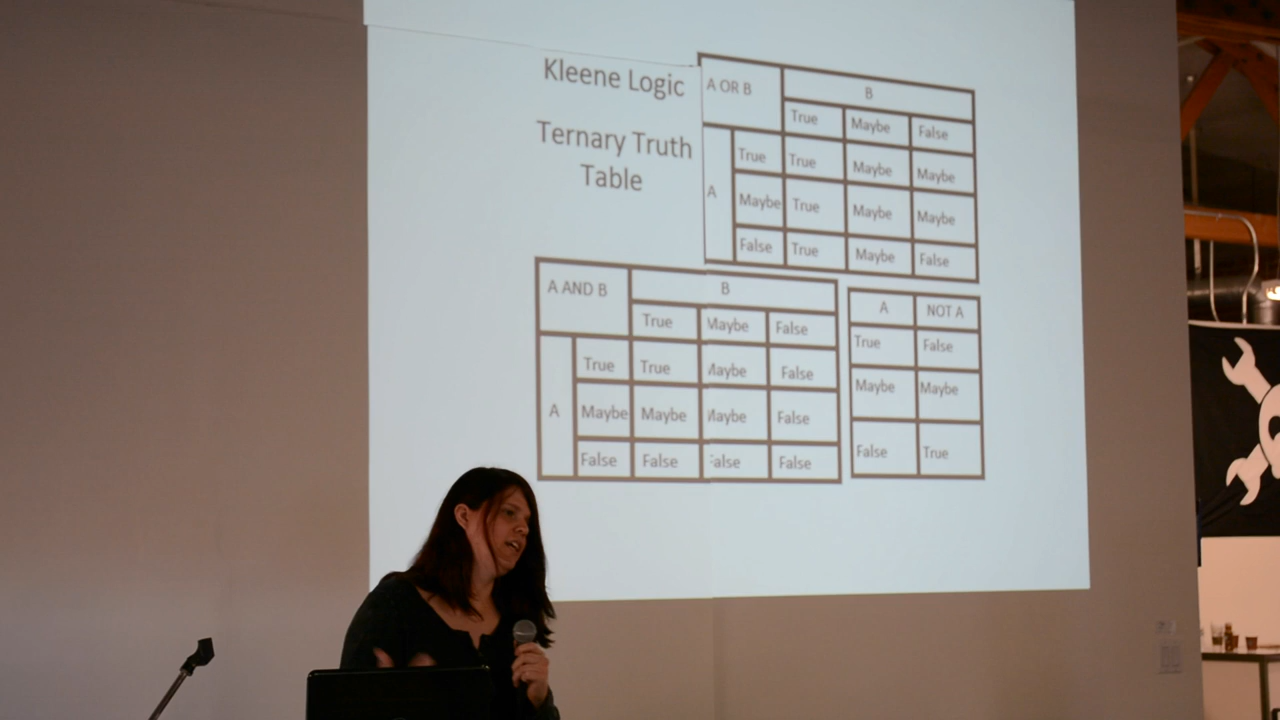 Kleene Logic
Ternary Truth
Table
A OR B B
True Maybe False
A True True Maybe Maybe
Maybe True Maybe Maybe
False True Maybe False
A AND B B
True Maybe False
A True True Maybe False
Maybe Maybe Maybe False
False False False False
A NOT A
True False
Maybe Maybe
False True